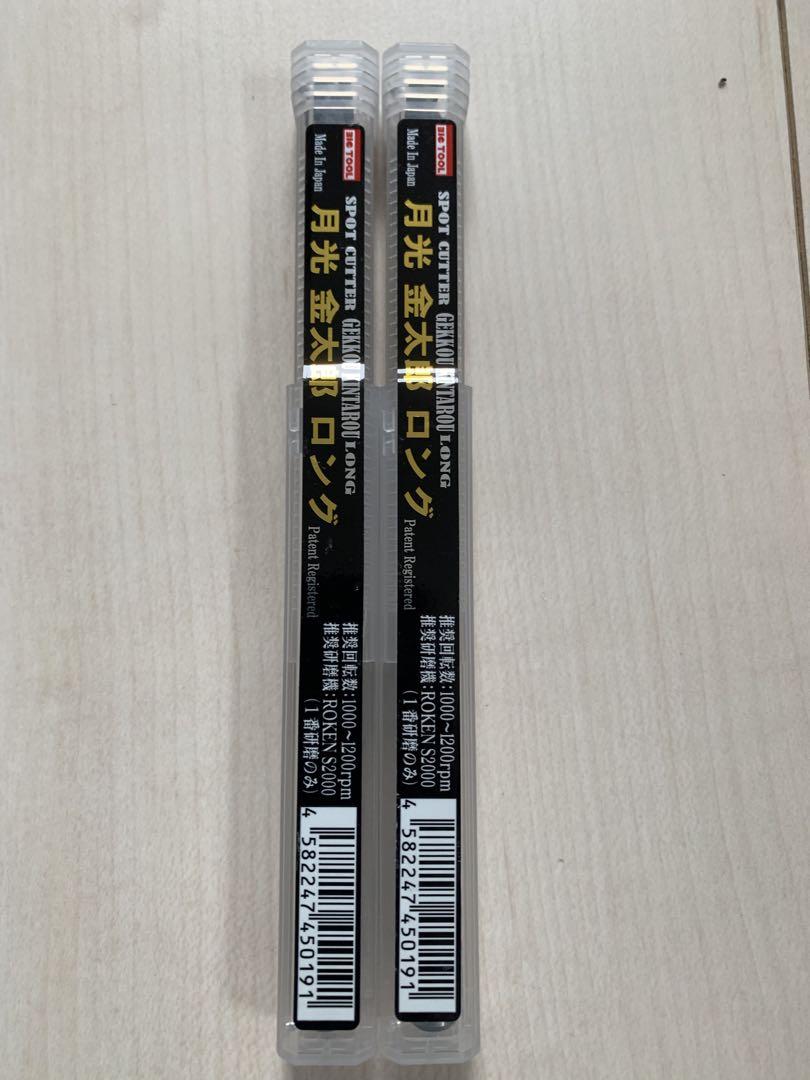 BIC TOOL
Made In Japan
SPOT CUTTER GEKKOU KINTAROU LONG
月光 金太郎 ロング
Patent Registered
推奨回転数:1000~1200rpm
推奨研磨機:ROKEN S2000
(1番研磨のみ)
4 582247 450191
BIC TOOL
Made In Japan
SPOT CUTTER GEKKOU KINTAROU LONG
月光 金太郎 ロング
Patent Registered
推奨回転数:1000~1200rpm
推奨研磨機:ROKEN S2000
(1番研磨のみ)
4 582247 450191